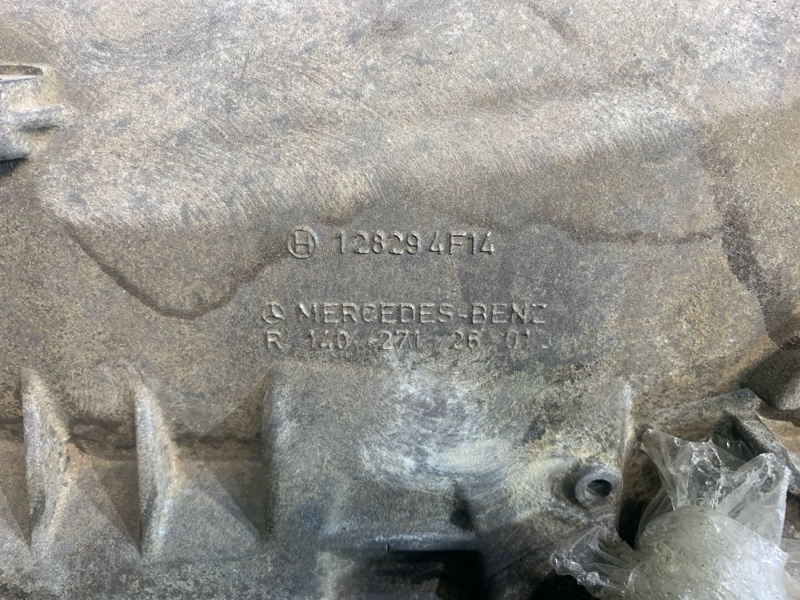 H 128294F14
MERCEDES-BENZ
R 140 271 26 01